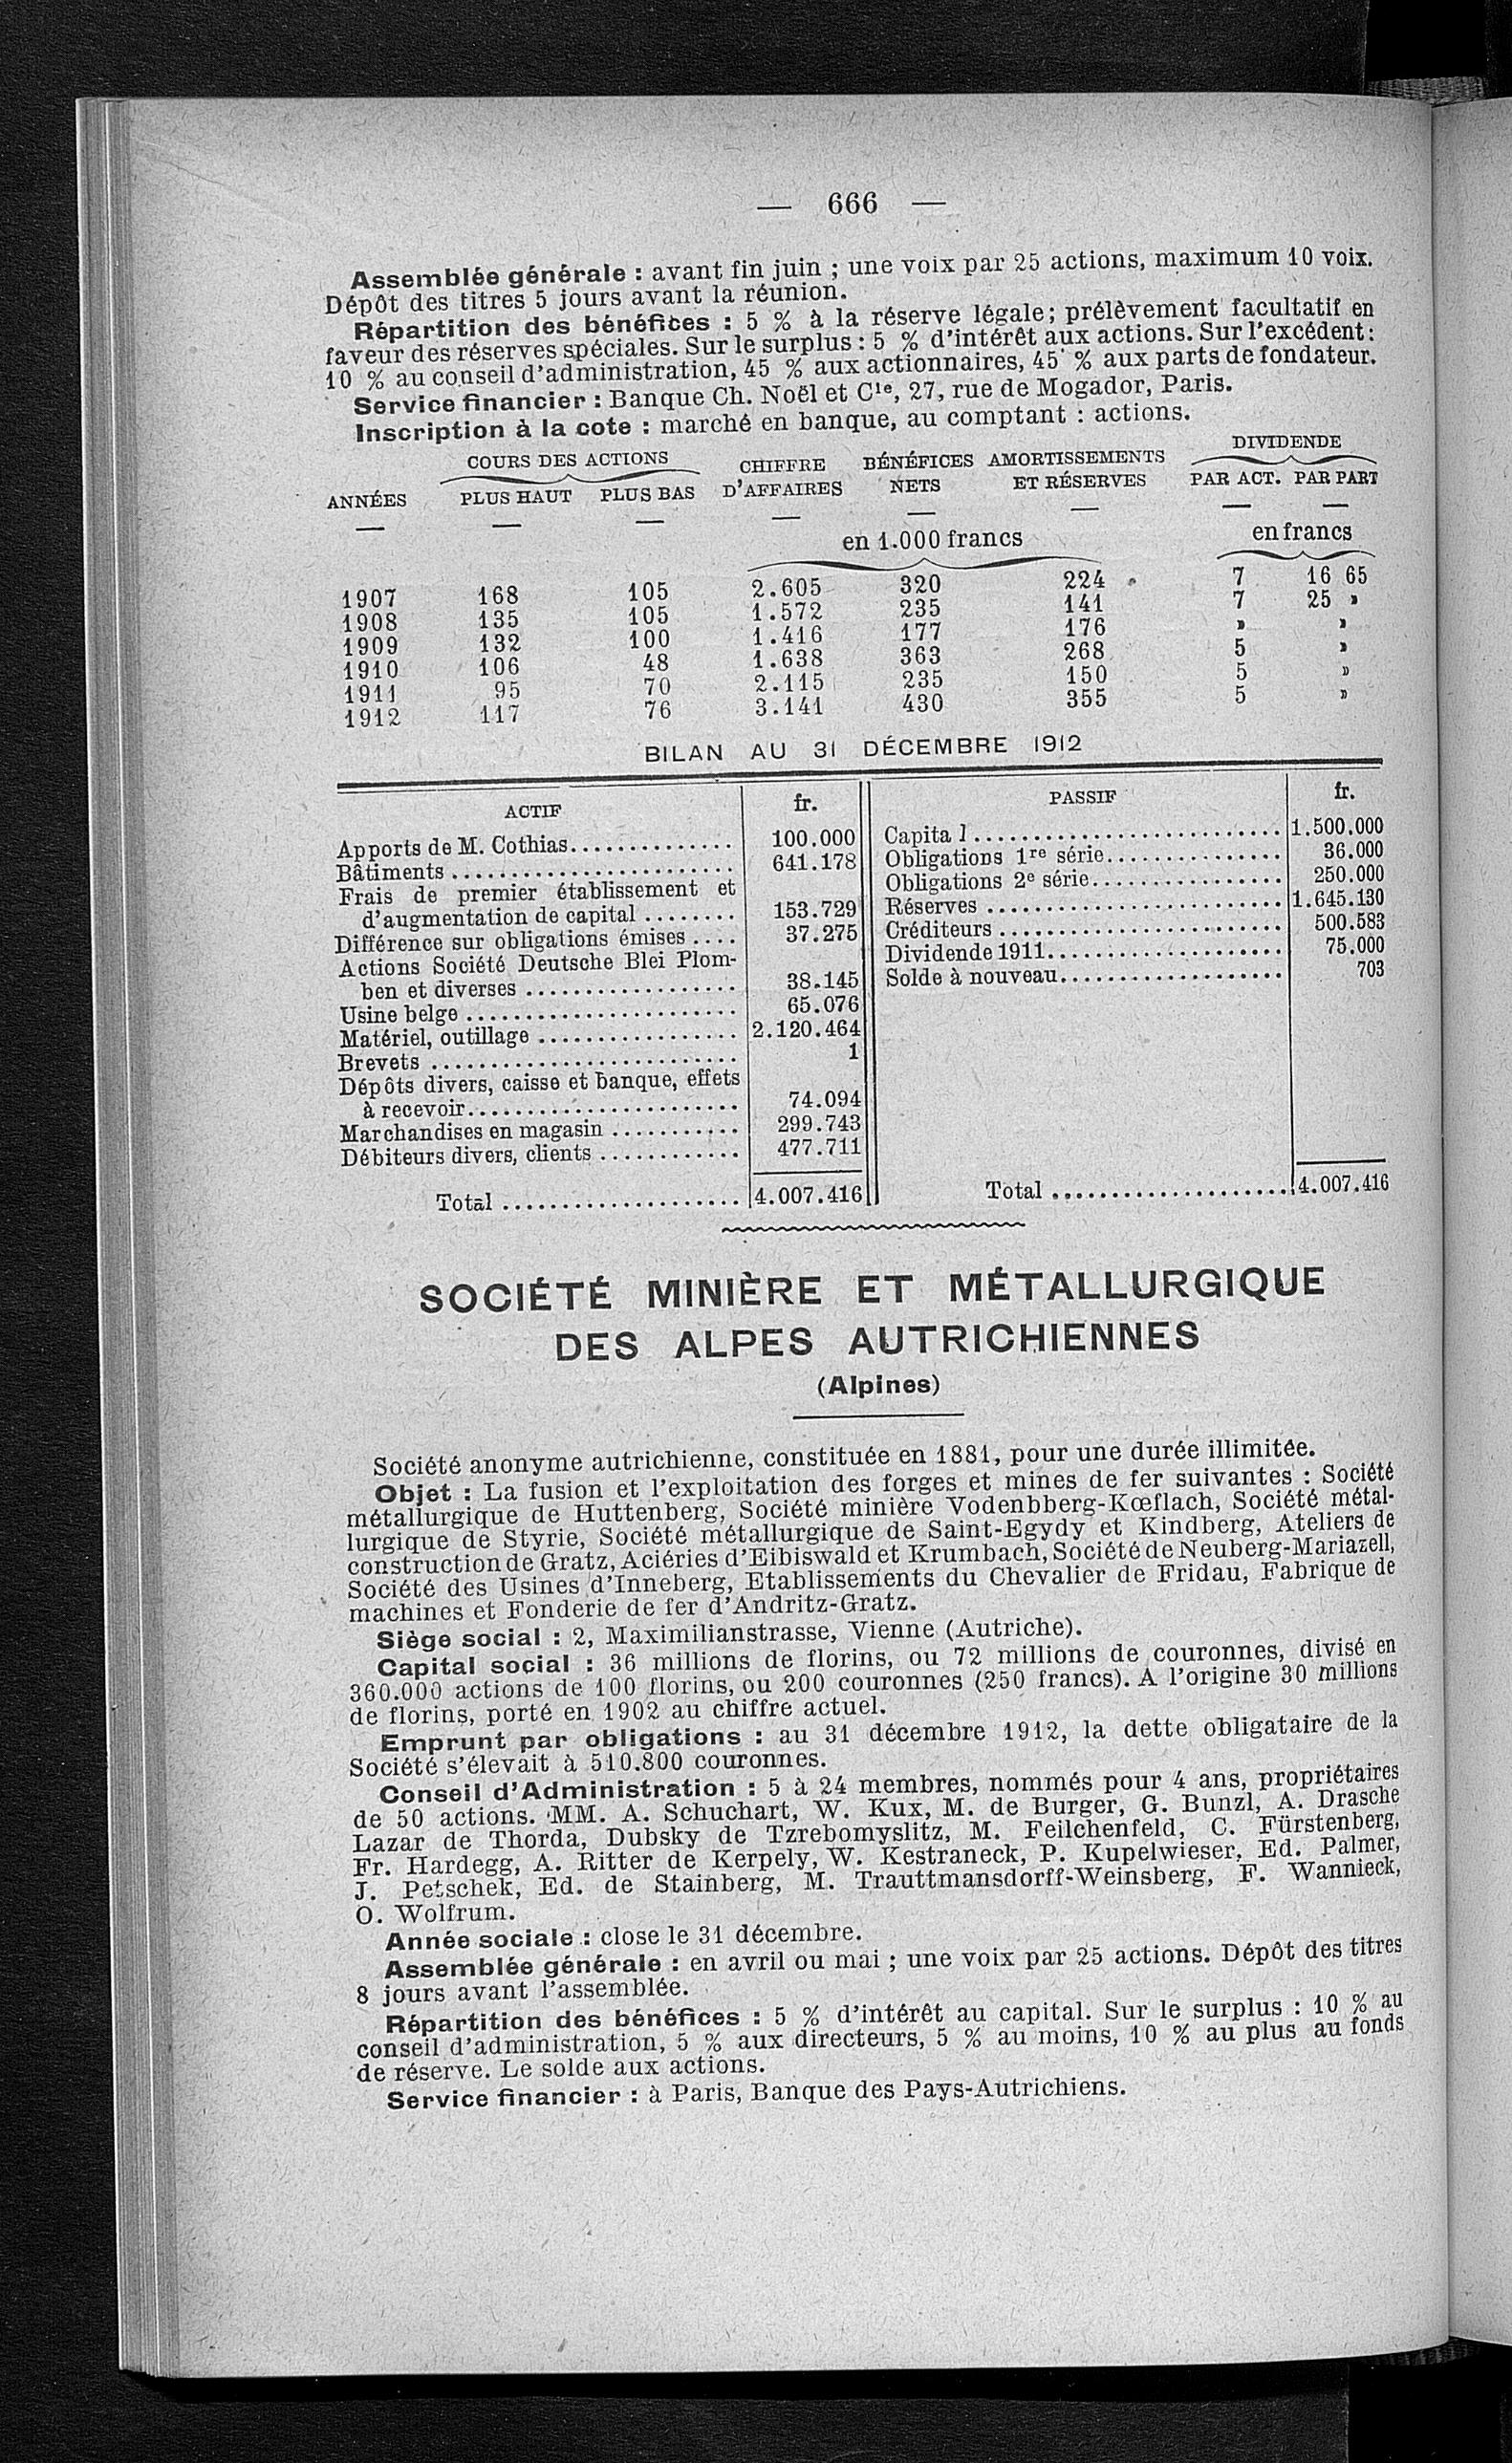 — 666 —
Assemblée générale : avant fin juin ; une voix par 25 actions, maximum 10 voix.
Dépôt des titres 5 jours avant la réunion.
Répartition des bénéfices : 5 % à la réserve légale; prélèvement facultatif en
faveur des réserves spéciales. Sur le surplus : 5 % d'intérêt aux actions. Sur l'excédent :
10 % au conseil d'administration, 45 % aux actionnaires, 45 % aux parts de fondateur.
Service financier : Banque Ch. Noël et Cie, 27, rue de Mogador, Paris.
Inscription à la cote : marché en banque, au comptant : actions.
COURS DES ACTIONS CHIFFRE BÉNÉFICES AMORTISSEMENTS DIVIDENDE
ANNÉES PLUS HAUT PLUS BAS D'AFFAIRES NETS ET RÉSERVES PAR ACT. PAR PART
— — — — — — — —
en 1.000 francs en francs
1907 168 105 2.605 320 224 7 16 65
1908 135 105 1.572 235 141 7 25 »
1909 132 100 1.416 177 176 » »
1910 106 48 1.638 363 268 5 »
1911 95 70 2.115 235 150 5 »
1912 117 76 3.141 430 355 5 »
BILAN AU 31 DÉCEMBRE 1912
ACTIF fr. PASSIF fr.
Apports de M. Cothias.............. 100.000 Capital.......................... 1.500.000
Bâtiments........................ 641.178 Obligations 1re série............... 36.000
Frais de premier établissement et Obligations 2e série................ 250.000
d'augmentation de capital ........ 153.729 Réserves ......................... 1.645.130
Différence sur obligations émises .... 37.275 Créditeurs ........................ 500.583
Actions Société Deutsche Blei Plom- Dividende 1911.................... 75.000
ben et diverses .................. 38.145 Solde à nouveau................... 703
Usine belge ....................... 65.076
Matériel, outillage ................. 2.120.464
Brevets .......................... 1
Dépôts divers, caisse et banque, effets
à recevoir....................... 74.094
Marchandises en magasin ........... 299.743
Débiteurs divers, clients ............ 477.711
Total .................... 4.007.416 Total .................... 4.007.416
SOCIÉTÉ MINIÈRE ET MÉTALLURGIQUE
DES ALPES AUTRICHIENNES
(Alpines)
Société anonyme autrichienne, constituée en 1881, pour une durée illimitée.
Objet : La fusion et l'exploitation des forges et mines de fer suivantes : Société
métallurgique de Huttenberg, Société minière Vodenbberg-Kœflach, Société métal-
lurgique de Styrie, Société métallurgique de Saint-Egydy et Kindberg, Ateliers de
construction de Gratz, Aciéries d'Eibiswald et Krumbach, Société de Neuberg-Mariazell,
Société des Usines d'Inneberg, Etablissements du Chevalier de Fridau, Fabrique de
machines et Fonderie de fer d'Andritz-Gratz.
Siège social : 2, Maximilianstrasse, Vienne (Autriche).
Capital social : 36 millions de florins, ou 72 millions de couronnes, divisé en
360.000 actions de 100 florins, ou 200 couronnes (250 francs). A l'origine 30 millions
de florins, porté en 1902 au chiffre actuel.
Emprunt par obligations : au 31 décembre 1912, la dette obligataire de la
Société s'élevait à 510.800 couronnes.
Conseil d'Administration : 5 à 24 membres, nommés pour 4 ans, propriétaires
de 50 actions. MM. A. Schuchart, W. Kux, M. de Burger, G. Bunzl, A. Drasche
Lazar de Thorda, Dubsky de Tzrebomyslitz, M. Feilchenfeld, C. Fürstenberg,
Fr. Hardegg, A. Ritter de Kerpely, W. Kestraneck, P. Kupelwieser, Ed. Palmer,
J. Petschek, Ed. de Stainberg, M. Trauttmansdorff-Weinsberg, F. Wannieck,
O. Wolfrum.
Année sociale : close le 31 décembre.
Assemblée générale : en avril ou mai ; une voix par 25 actions. Dépôt des titres
8 jours avant l'assemblée.
Répartition des bénéfices : 5 % d'intérêt au capital. Sur le surplus : 10 % au
conseil d'administration, 5 % aux directeurs, 5 % au moins, 10 % au plus au fonds
de réserve. Le solde aux actions.
Service financier : à Paris, Banque des Pays-Autrichiens.